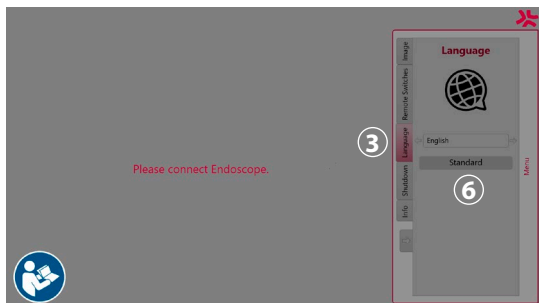 Please connect Endoscope.
Image
Remote Switches
Language
Shutdown
Info
3
Language
English
Standard
6
Menu